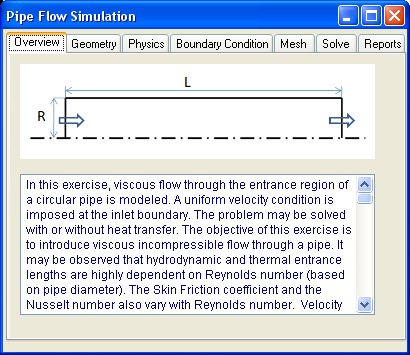 Pipe Flow Simulation
Overview Geometry Physics Boundary Condition Mesh Solve Reports
L
R
In this exercise, viscous flow through the entrance region of
a circular pipe is modeled. A uniform velocity condition is
imposed at the inlet boundary. The problem may be solved
with or without heat transfer. The objective of this exercise is
to introduce viscous incompressible flow through a pipe. It
may be observed that hydrodynamic and thermal entrance
lengths are highly dependent on Reynolds number (based
on pipe diameter). The Skin Friction coefficient and the
Nusselt number also vary with Reynolds number. Velocity